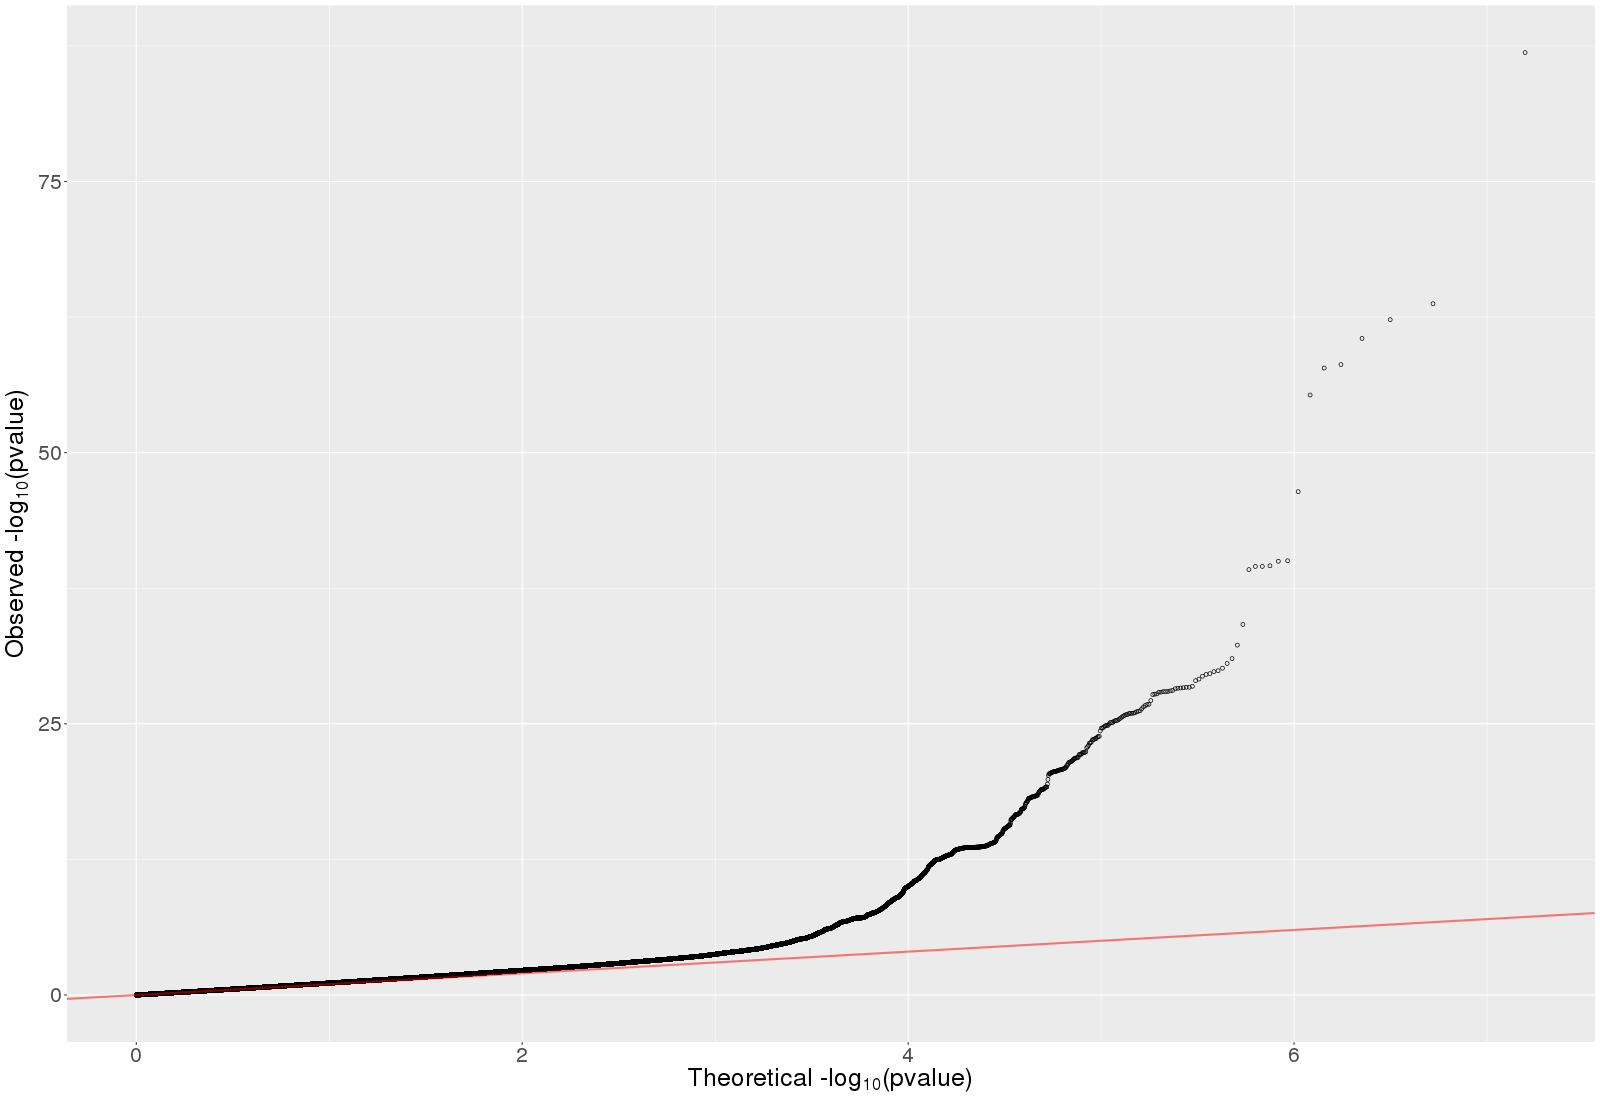 Observed -log₁₀(pvalue)
75
50
25
0
0 2 4 6
Theoretical -log₁₀(pvalue)